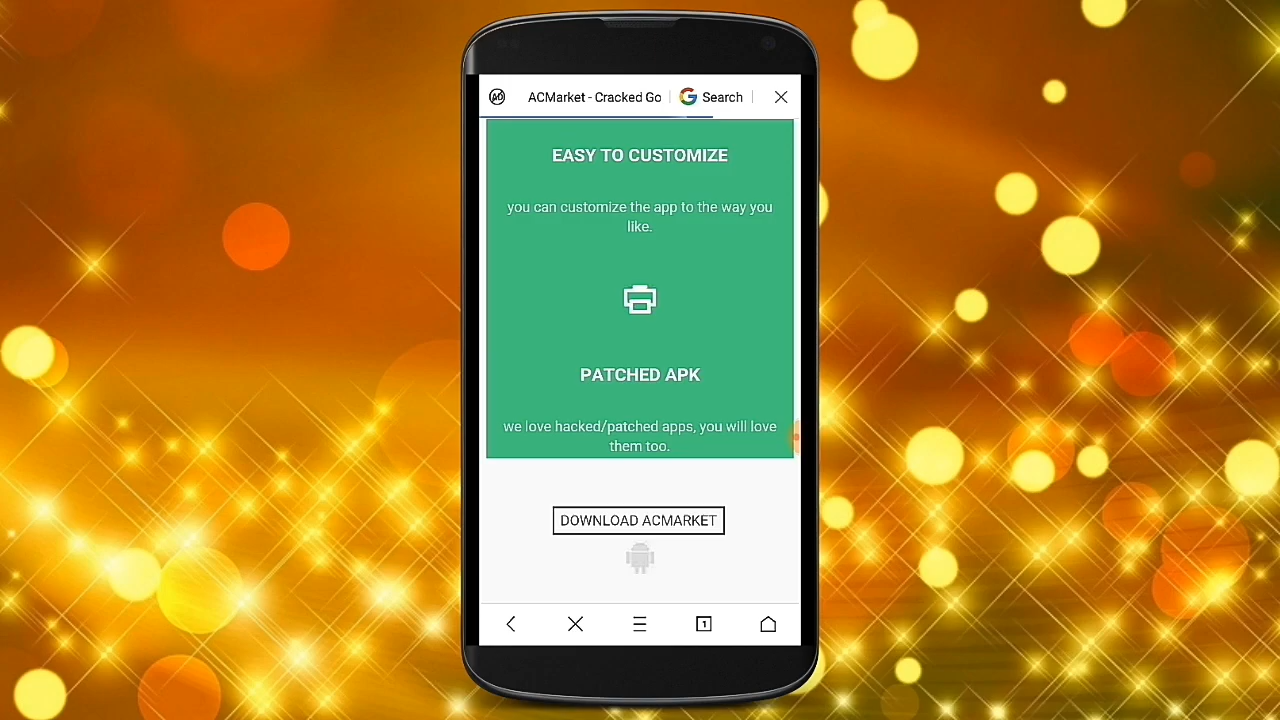 ACMarket - Cracked Go
Search
EASY TO CUSTOMIZE
you can customize the app to the way you
like.
PATCHED APK
we love hacked/patched apps, you will love
them too.
DOWNLOAD ACMARKET
1